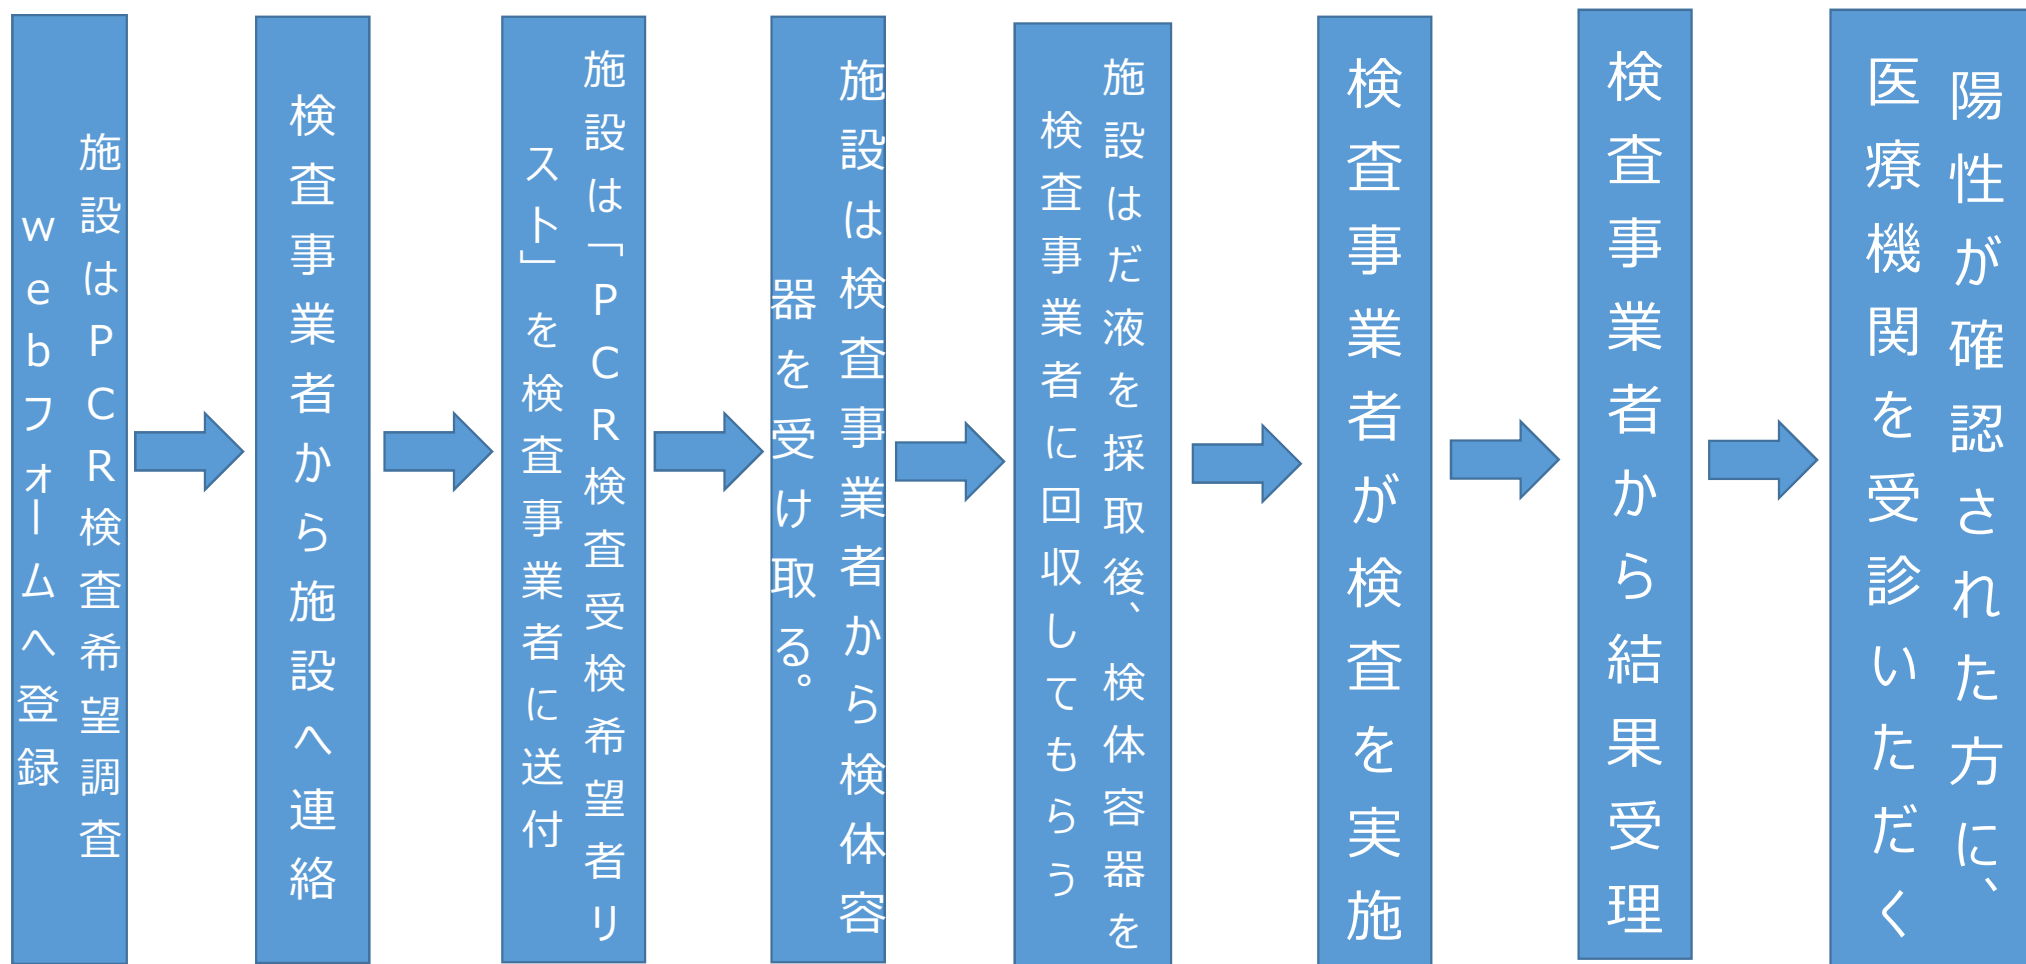 施設はPCR検査希望調査
webフォームへ登録
検査事業者から施設へ連絡
施設は「PCR検査受検希望者リ
スト」を検査事業者に送付
施設は検査事業者から検体容
器を受け取る。
施設はだ液を採取後、検体容器を
検査事業者に回収してもらう
検査事業者が検査を実施
検査事業者から結果受理
陽性が確認された方に、
医療機関を受診いただく